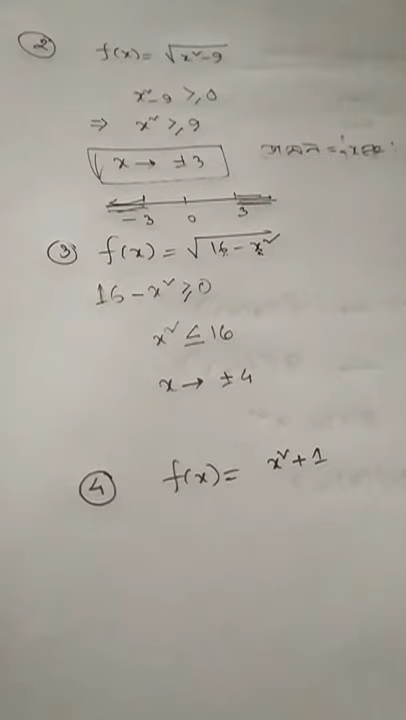 ② f(x) = √x²-9
x²-9 ≥ 0
⇒ x² ≥ 9
x → ±3
-3 0 3
③ f(x) = √16 - x²
16 - x² ≥ 0
x² ≤ 16
x → ±4
④ f(x) = x² + 1